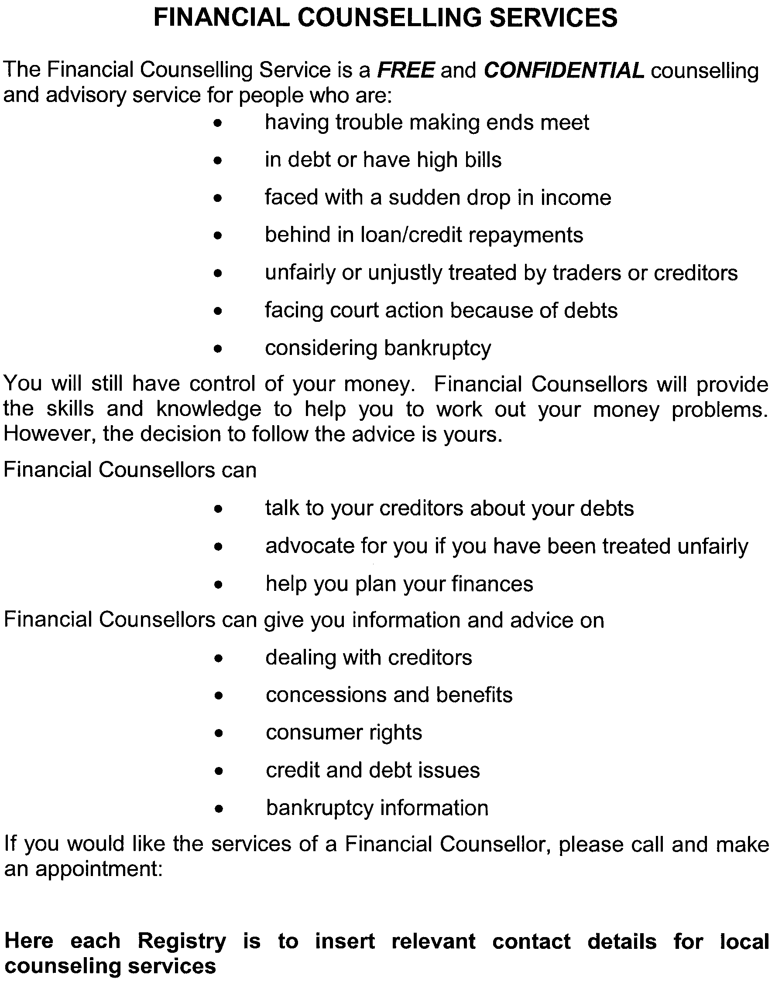 FINANCIAL COUNSELLING SERVICES
The Financial Counselling Service is a FREE and CONFIDENTIAL counselling
and advisory service for people who are:
• having trouble making ends meet
• in debt or have high bills
• faced with a sudden drop in income
• behind in loan/credit repayments
• unfairly or unjustly treated by traders or creditors
• facing court action because of debts
• considering bankruptcy
You will still have control of your money. Financial Counsellors will provide
the skills and knowledge to help you to work out your money problems.
However, the decision to follow the advice is yours.
Financial Counsellors can
• talk to your creditors about your debts
• advocate for you if you have been treated unfairly
• help you plan your finances
Financial Counsellors can give you information and advice on
• dealing with creditors
• concessions and benefits
• consumer rights
• credit and debt issues
• bankruptcy information
If you would like the services of a Financial Counsellor, please call and make
an appointment:
Here each Registry is to insert relevant contact details for local
counseling services